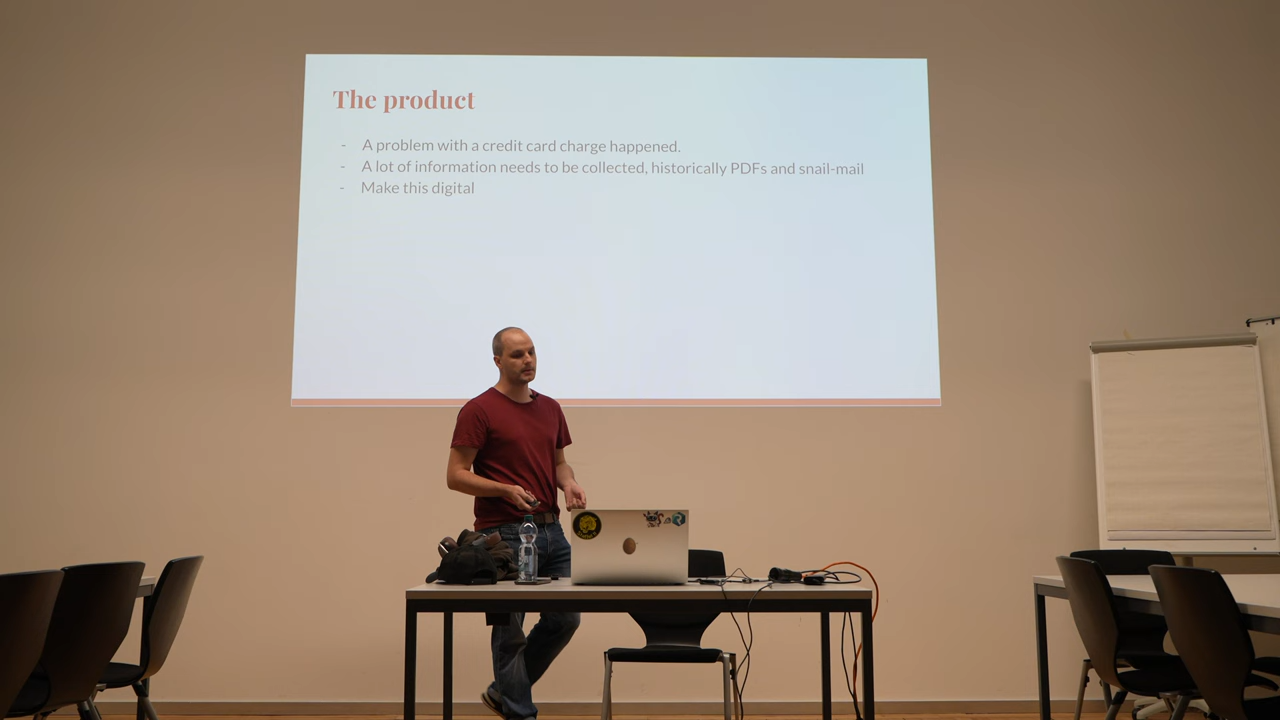 The product
- A problem with a credit card charge happened.
- A lot of information needs to be collected, historically PDFs and snail-mail
- Make this digital